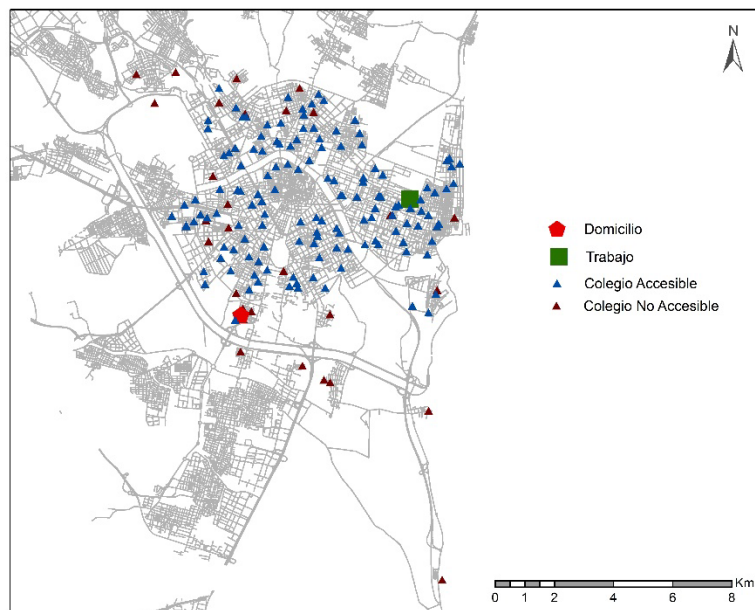 N
Domicilio
Trabajo
Colegio Accesible
Colegio No Accesible
Km
0 1 2 4 6 8